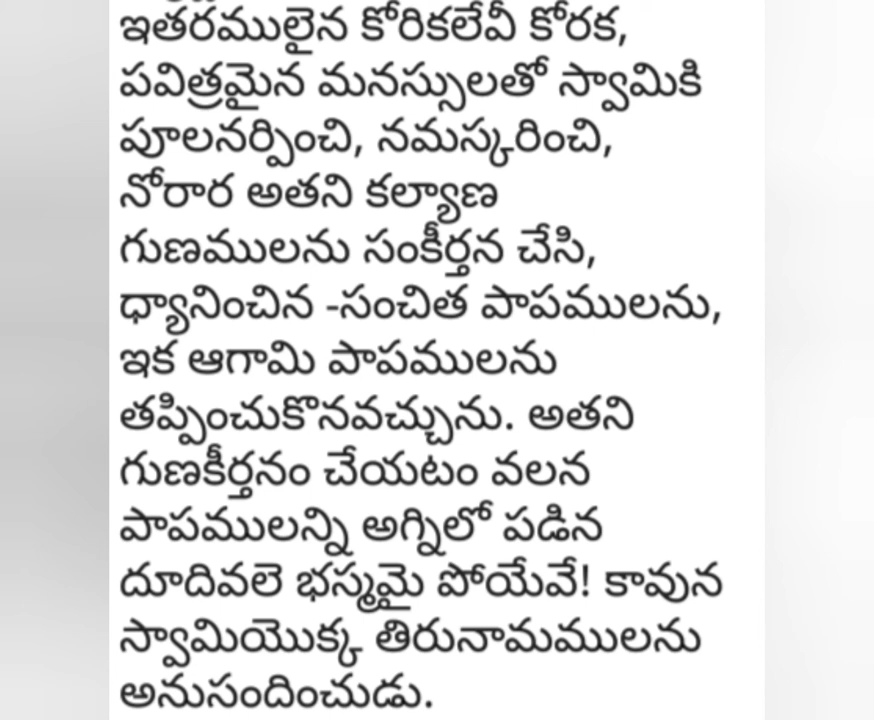 ఇతరములైన కోరికలేవీ కోరక,
పవిత్రమైన మనస్సులతో స్వామికి
పూలనర్పించి, నమస్కరించి,
నోరార అతని కల్యాణ
గుణములను సంకీర్తన చేసి,
ధ్యానించిన -సంచిత పాపములను,
ఇక ఆగామి పాపములను
తప్పించుకొనవచ్చును. అతని
గుణకీర్తనం చేయటం వలన
పాపములన్ని అగ్నిలో పడిన
దూదివలె భస్మమై పోయేవే! కావున
స్వామియొక్క తిరునామములను
అనుసందించుడు.